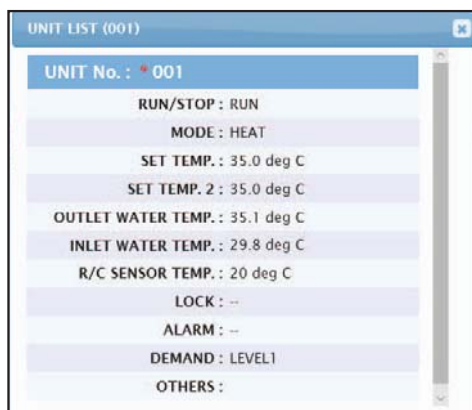 UNIT LIST (001)
UNIT No. : * 001
RUN/STOP : RUN
MODE : HEAT
SET TEMP. : 35.0 deg C
SET TEMP. 2 : 35.0 deg C
OUTLET WATER TEMP. : 35.1 deg C
INLET WATER TEMP. : 29.8 deg C
R/C SENSOR TEMP. : 20 deg C
LOCK : --
ALARM : --
DEMAND : LEVEL1
OTHERS :